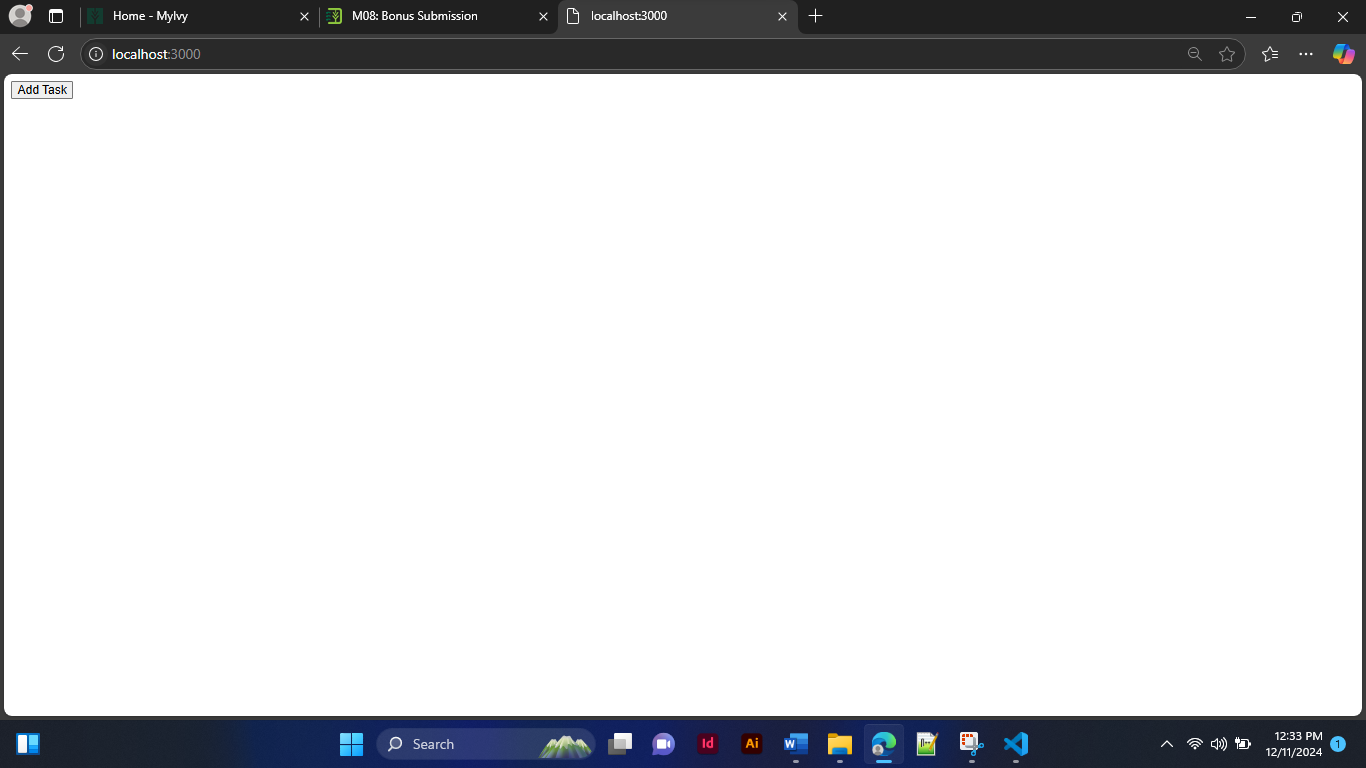 Home - MyIvy
M08: Bonus Submission
localhost:3000
localhost:3000
Add Task
Search
Id
Ai
W
12:33 PM
12/11/2024
1